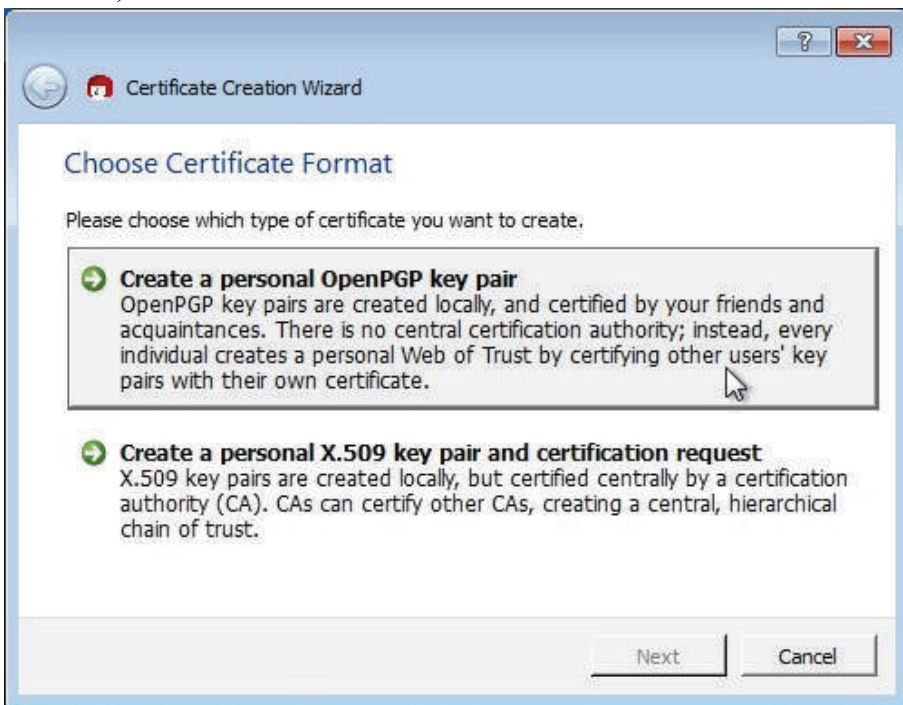 Certificate Creation Wizard
Choose Certificate Format
Please choose which type of certificate you want to create.
Create a personal OpenPGP key pair
OpenPGP key pairs are created locally, and certified by your friends and
acquaintances. There is no central certification authority; instead, every
individual creates a personal Web of Trust by certifying other users' key
pairs with their own certificate.
Create a personal X.509 key pair and certification request
X.509 key pairs are created locally, but certified centrally by a certification
authority (CA). CAs can certify other CAs, creating a central, hierarchical
chain of trust.
Next Cancel